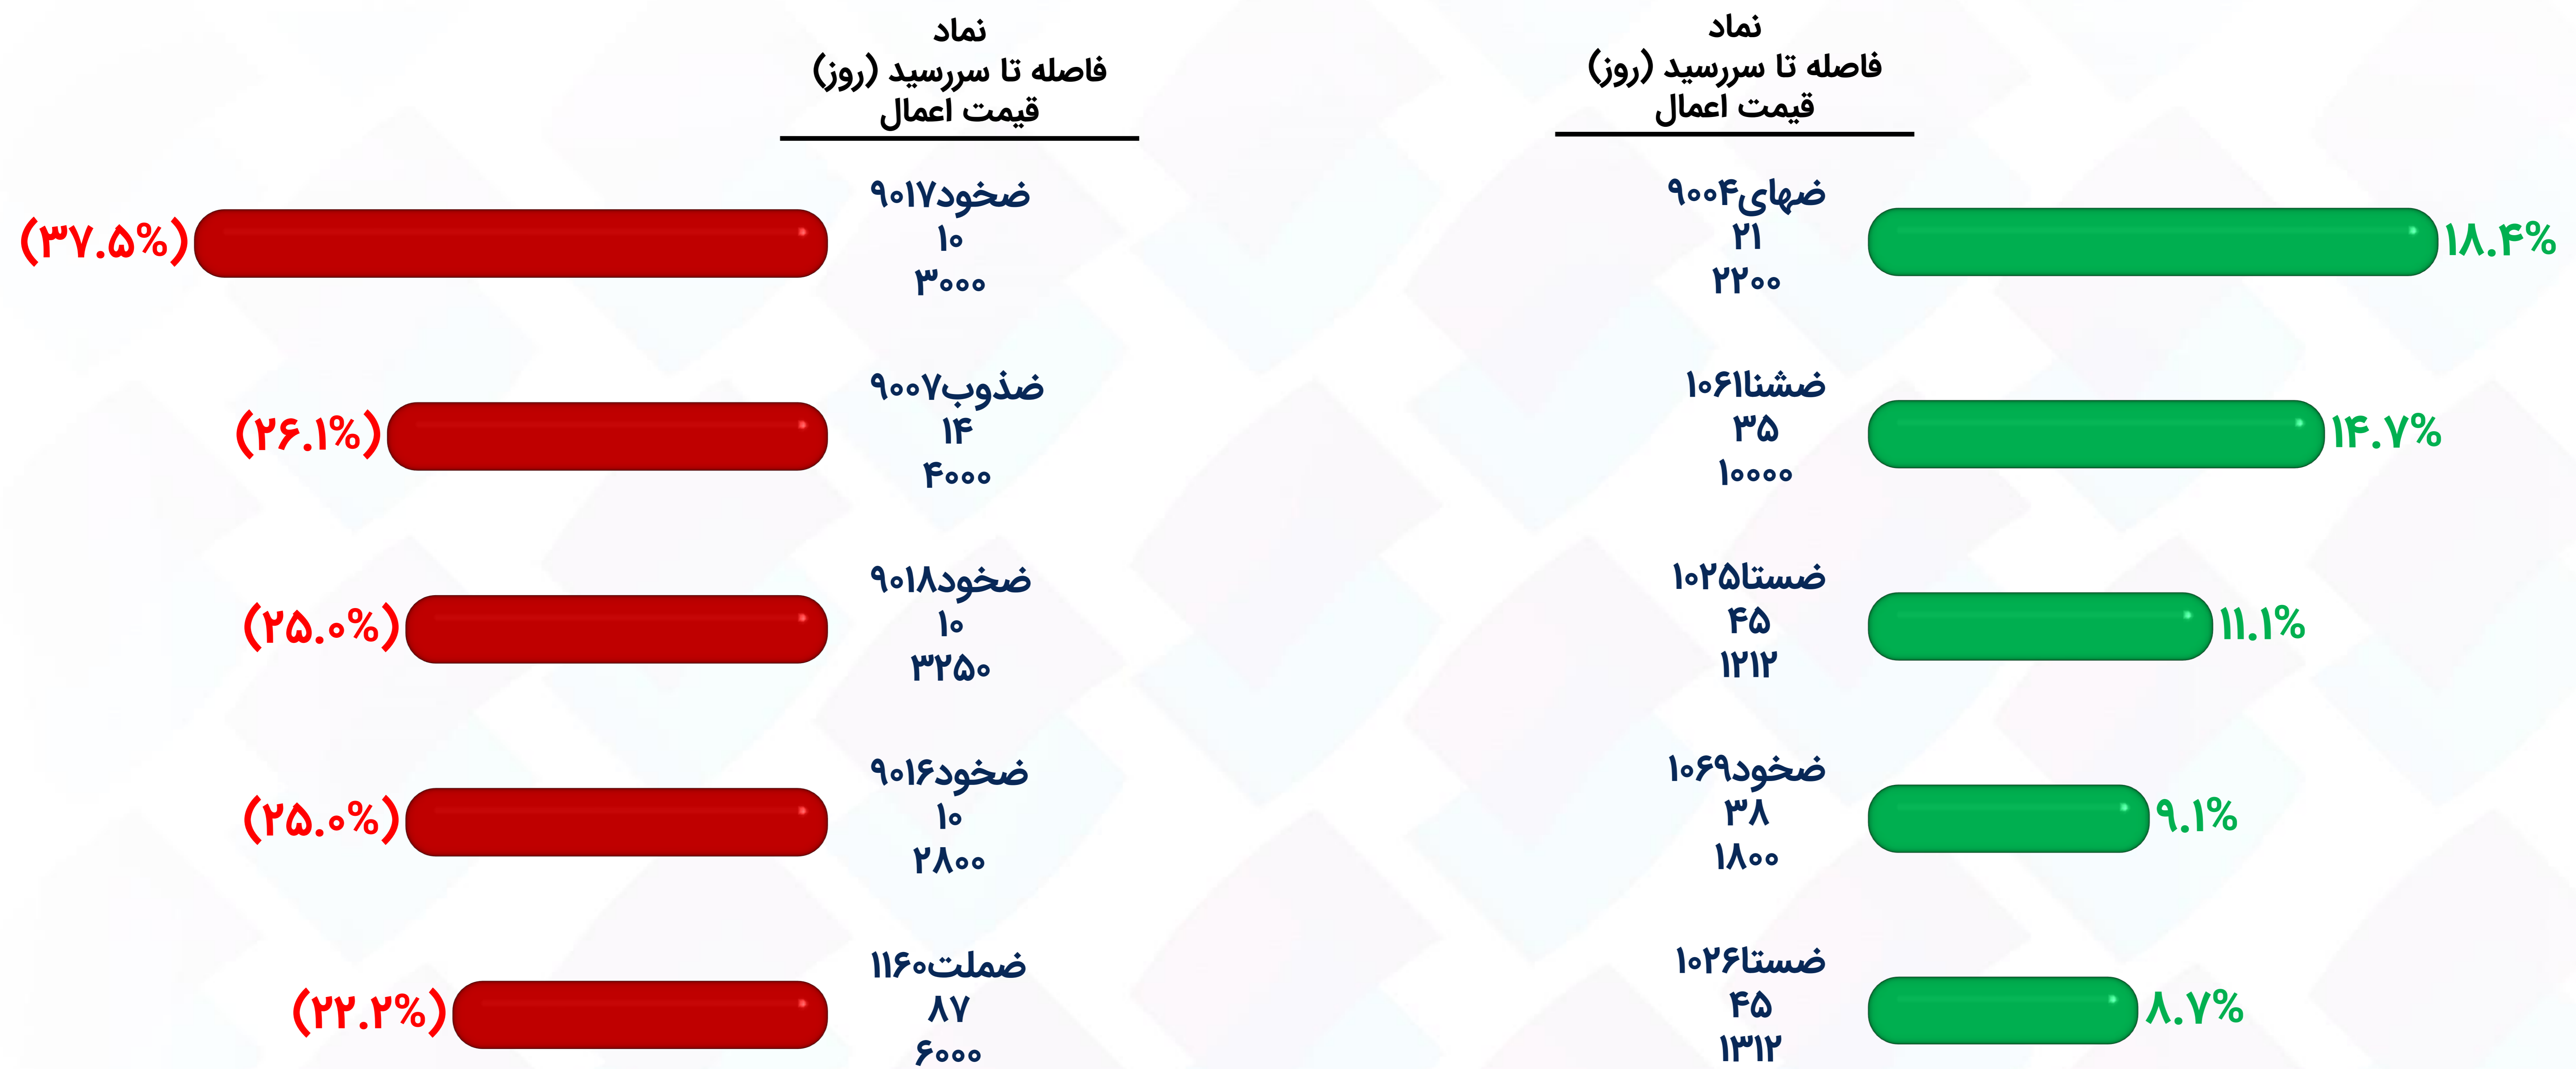 نماد
فاصله تا سررسید (روز)
قیمت اعمال
ضهای۹۰۰۴
۲۱
۲۲۰۰
۱۸.۴%
ضشنا۱۰۶۱
۳۵
۱۰۰۰۰
۱۴.۷%
ضستا۱۰۲۵
۴۵
۱۲۱۲
۱۱.۱%
ضخود۱۰۶۹
۳۸
۱۸۰۰
۹.۱%
ضستا۱۰۲۶
۴۵
۱۳۱۲
۸.۷%
نماد
فاصله تا سررسید (روز)
قیمت اعمال
ضخود۹۰۱۷
۱۰
۳۰۰۰
(۳۷.۵%)
ضذوب۹۰۰۷
۱۴
۴۰۰۰
(۲۶.۱%)
ضخود۹۰۱۸
۱۰
۳۲۵۰
(۲۵.۰%)
ضخود۹۰۱۶
۱۰
۲۸۰۰
(۲۵.۰%)
ضملت۱۱۶۰
۸۷
۶۰۰۰
(۲۲.۲%)